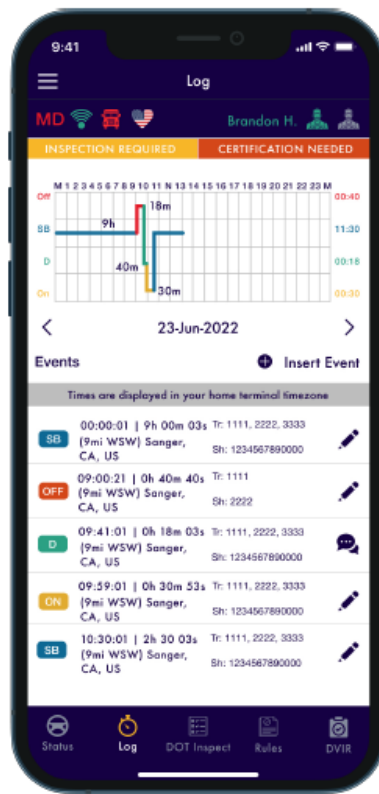 9:41
Log
MD
Brandon H.
INSPECTION REQUIRED
CERTIFICATION NEEDED
M 1 2 3 4 5 6 7 8 9 10 11 N 13 14 15 16 17 18 19 20 21 22 23 M
Off 18m 00:40
SB 9h 11:30
D 40m 00:18
On 30m 00:30
23-Jun-2022
Events
Insert Event
Times are displayed in your home terminal timezone
SB 00:00:01 | 9h 00m 03s Tr: 1111, 2222, 3333
(9mi WSW) Sanger,
CA, US Sh: 1234567890000
OFF 09:00:21 | 0h 40m 40s Tr: 1111
(9mi WSW) Sanger,
CA, US Sh: 2222
D 09:41:01 | 0h 18m 03s Tr: 1111, 2222, 3333
(9mi WSW) Sanger,
CA, US Sh: 1234567890000
ON 09:59:01 | 0h 30m 53s Tr: 1111, 2222, 3333
(9mi WSW) Sanger,
CA, US Sh: 1234567890000
SB 10:30:01 | 2h 30 03s Tr: 1111, 2222, 3333
(9mi WSW) Sanger,
CA, US Sh: 1234567890000
Status
Log
DOT Inspect
Rules
DVIR